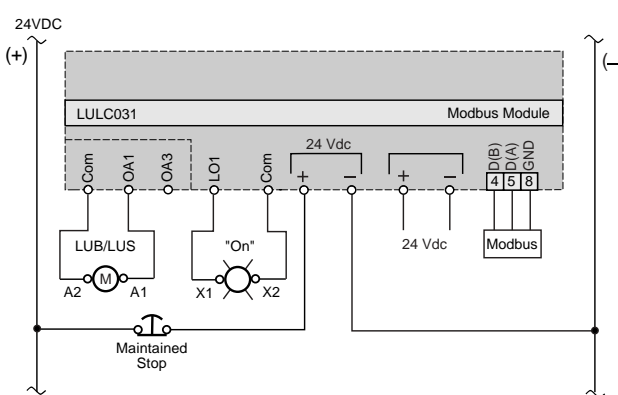 24VDC
(+)
(—
LULC031 Modbus Module
24 Vdc
Com OA1 OA3 LO1 Com + − + − D(B) D(A) GND
4 5 8
LUB/LUS "On" 24 Vdc Modbus
M
A2 A1 X1 X2
Maintained
Stop